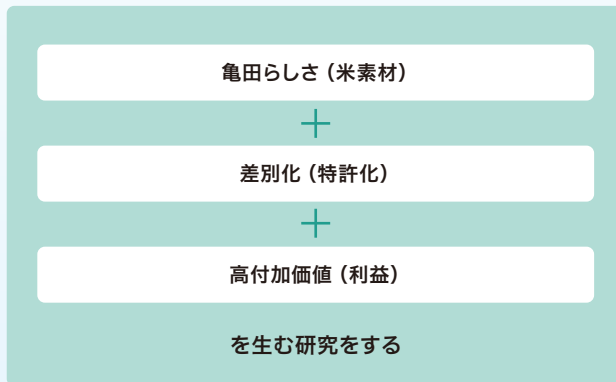 亀田らしさ（米素材）
＋
差別化（特許化）
＋
高付加価値（利益）
を生む研究をする